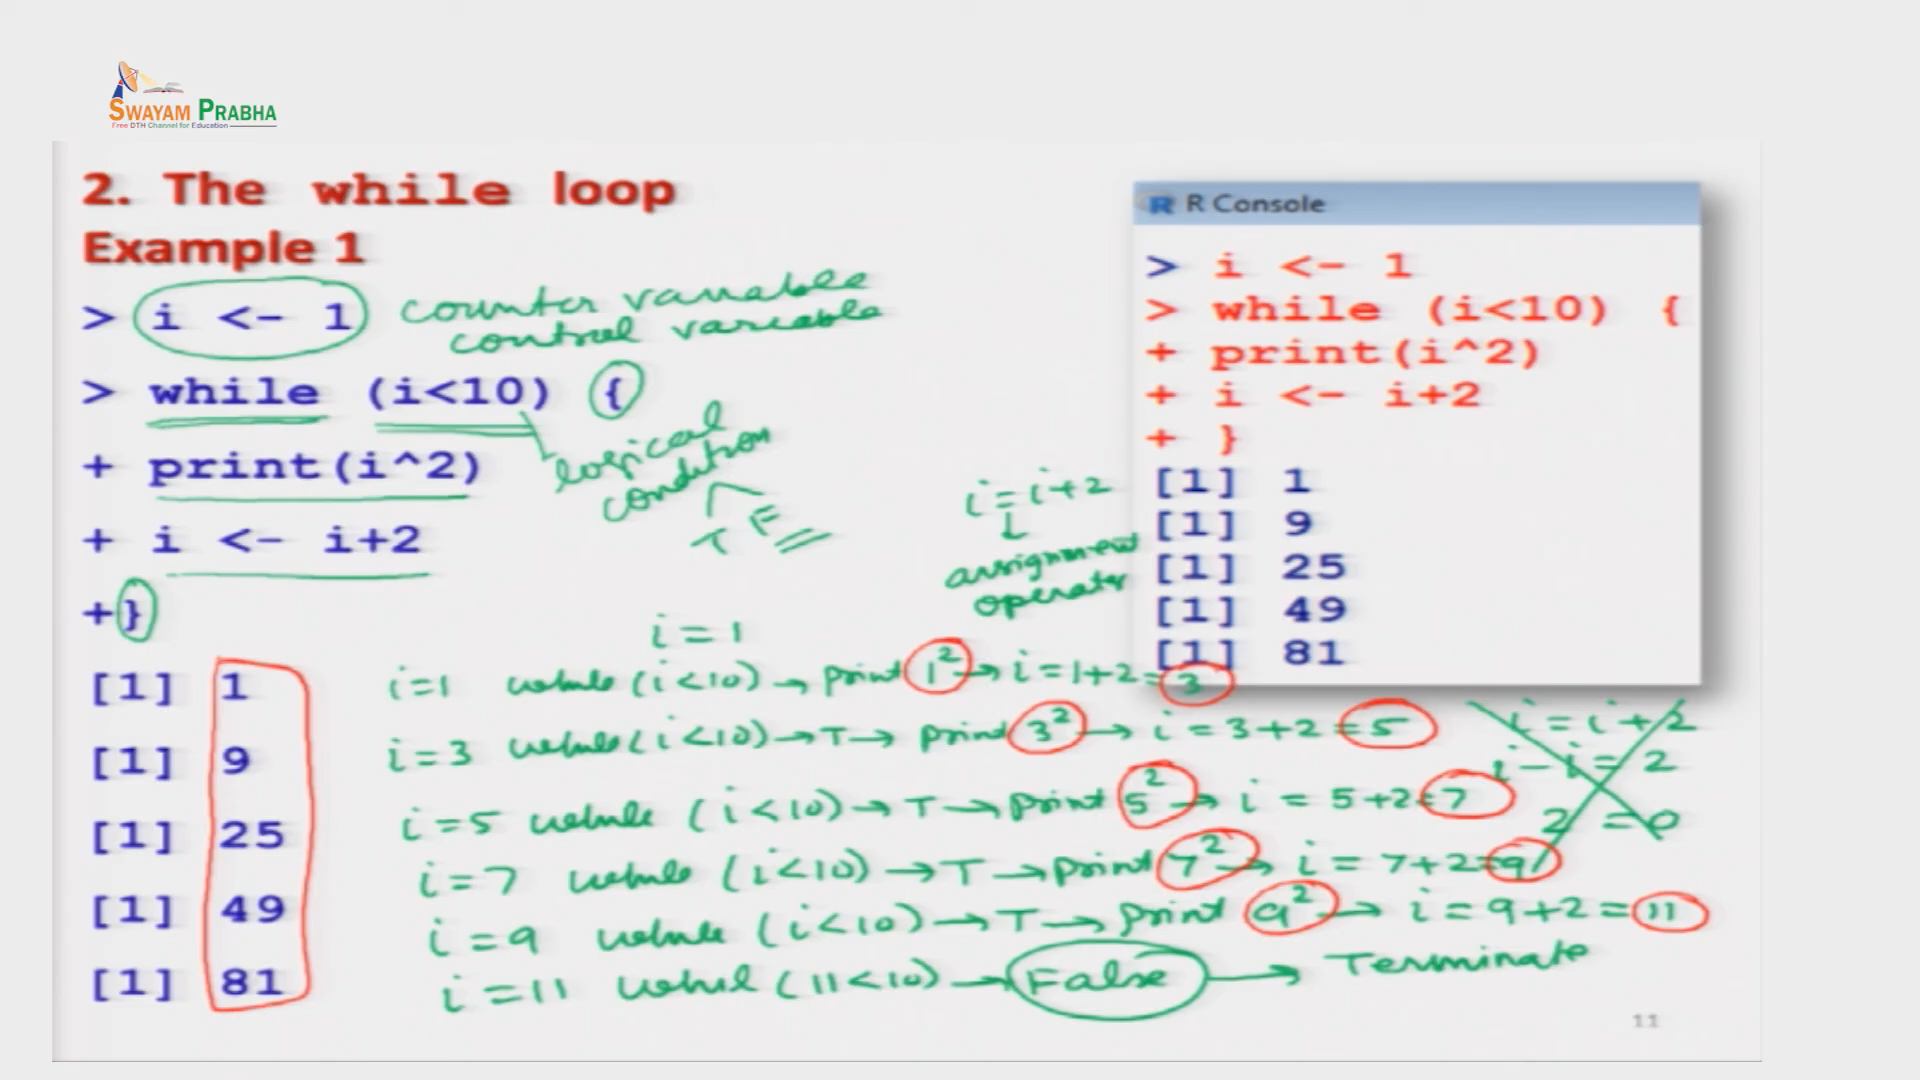 SWAYAM PRABHA
Free DTH Channel for Education
2. The while loop
Example 1
> i <- 1
counter variable
control variable
> while (i<10) {
logical
condition
T F
+ print(i^2)
+ i <- i+2
+}
i = i+2
assignment
operator
R Console
> i <- 1
> while (i<10) {
+ print(i^2)
+ i <- i+2
+ }
[1] 1
[1] 9
[1] 25
[1] 49
[1] 81
i = 1
[1] 1
[1] 9
[1] 25
[1] 49
[1] 81
i=1 while (i<10) → print 1² → i = 1+2 = 3
i=3 while (i<10) → T → print 3² → i = 3+2 = 5
i=5 while (i<10) → T → print 5² → i = 5+2=7
i=7 while (i<10) → T → print 7² → i = 7+2=9
i=9 while (i<10) → T → print 9² → i = 9+2=11
i=11 whil (11<10) → False → Terminate
i = i+2
i-i = 2
2 = 0
11